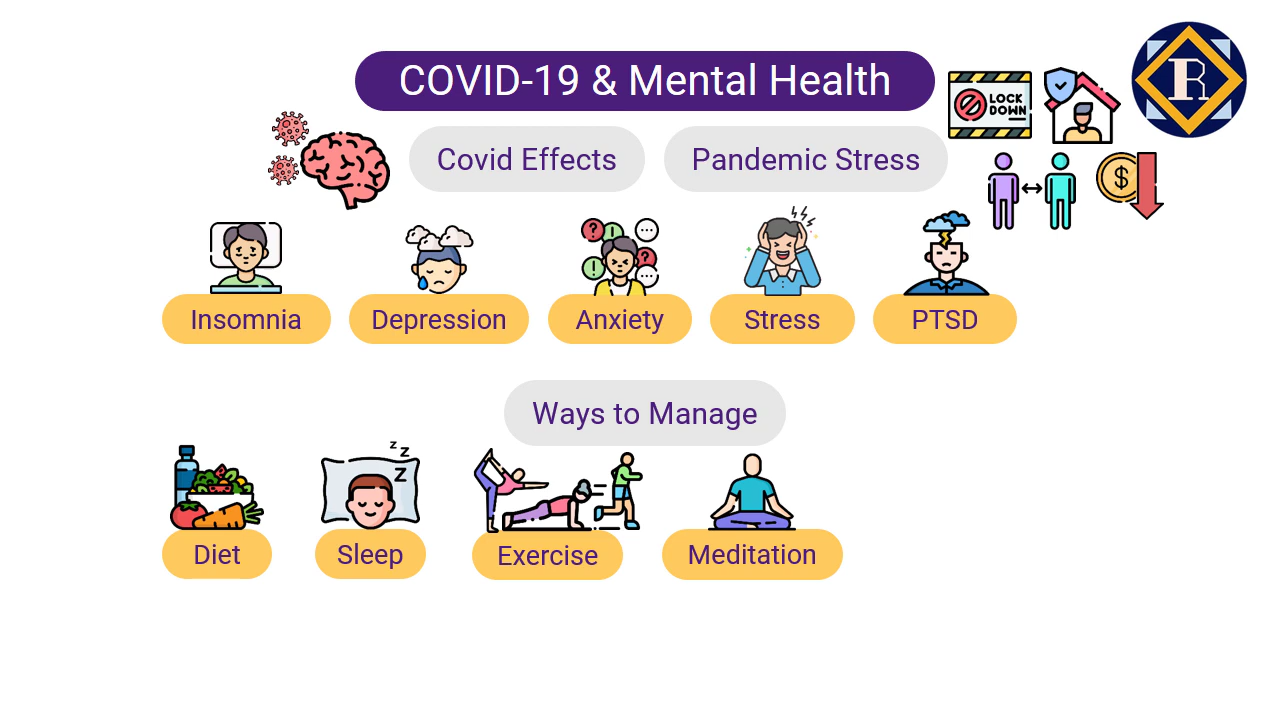 COVID-19 & Mental Health
LOCK
DOWN
R
Covid Effects
Pandemic Stress
$
?
!
...
!
?
...
Insomnia
Depression
Anxiety
Stress
PTSD
Ways to Manage
z
z
Z
Diet
Sleep
Exercise
Meditation